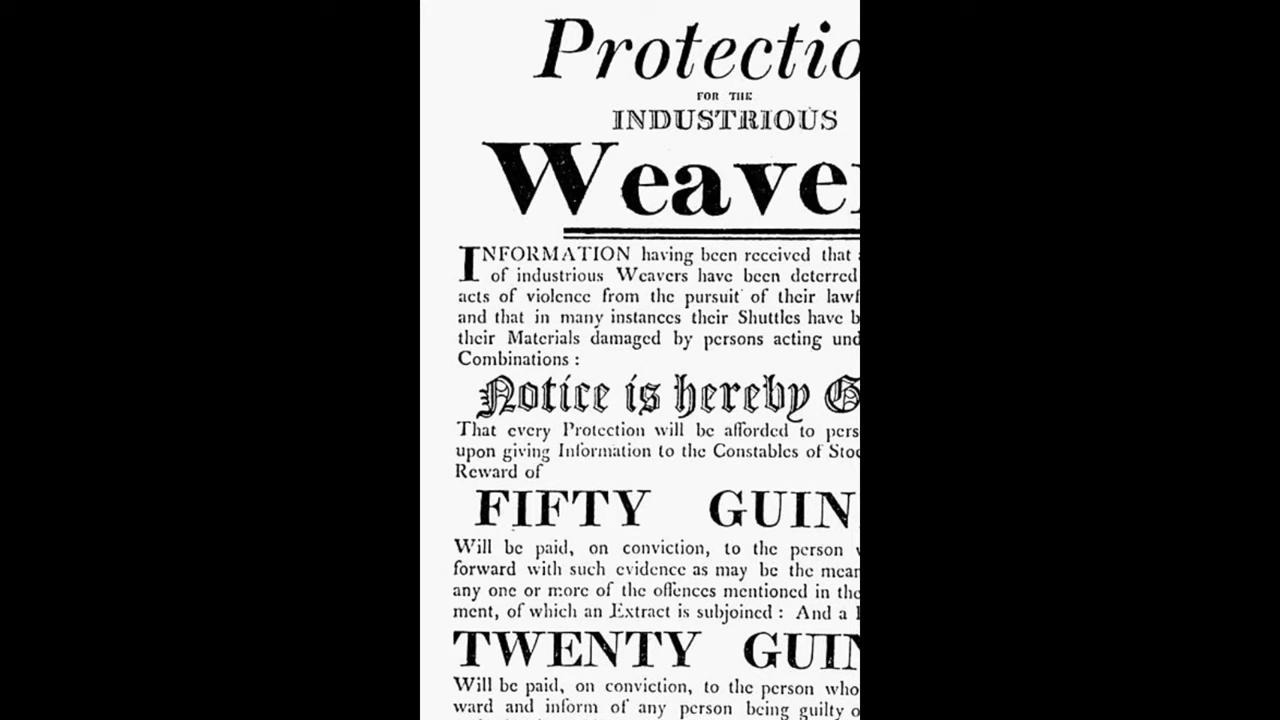 Protectio
FOR THE
INDUSTRIOUS
Weave
INFORMATION having been received that
of industrious Weavers have been deterred
acts of violence from the pursuit of their lawf
and that in many instances their Shuttles have b
their Materials damaged by persons acting und
Combinations :
Notice is hereby G
That every Protection will be afforded to pers
upon giving Information to the Constables of Stoc
Reward of
FIFTY GUIN
Will be paid, on conviction, to the person
forward with such evidence as may be the mean
any one or more of the offences mentioned in the
ment, of which an Extract is subjoined : And a
TWENTY GUIN
Will be paid, on conviction, to the person who
ward and inform of any person being guilty o